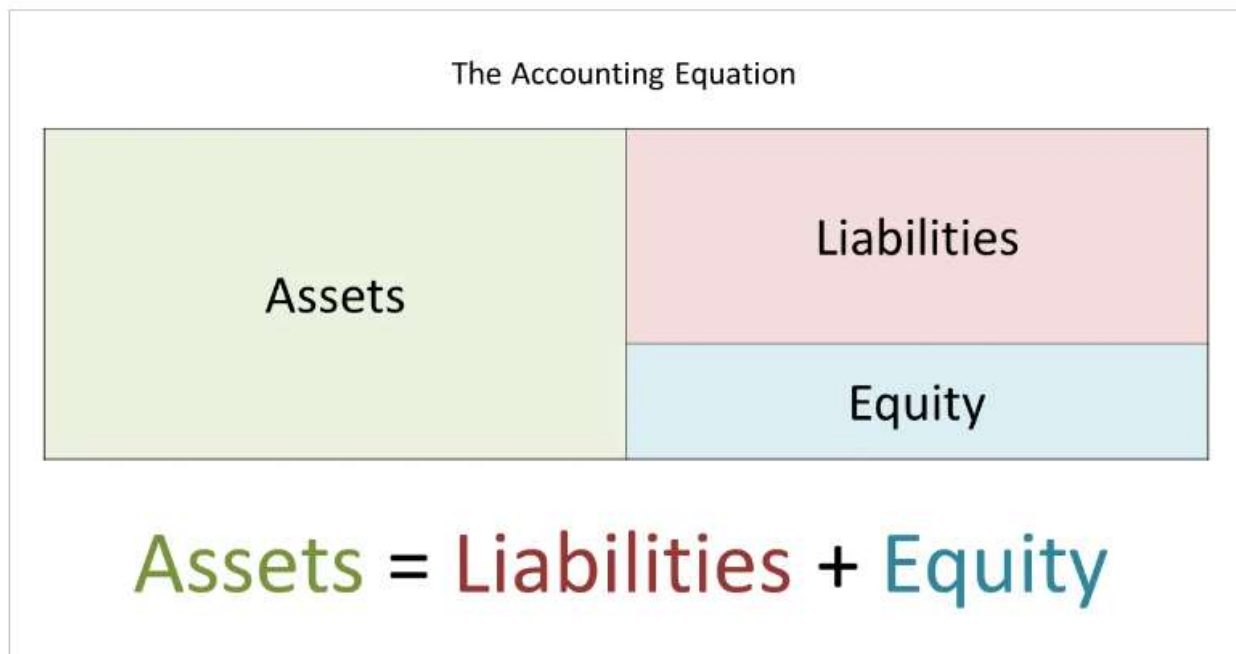 The Accounting Equation
Assets
Liabilities
Equity
Assets = Liabilities + Equity